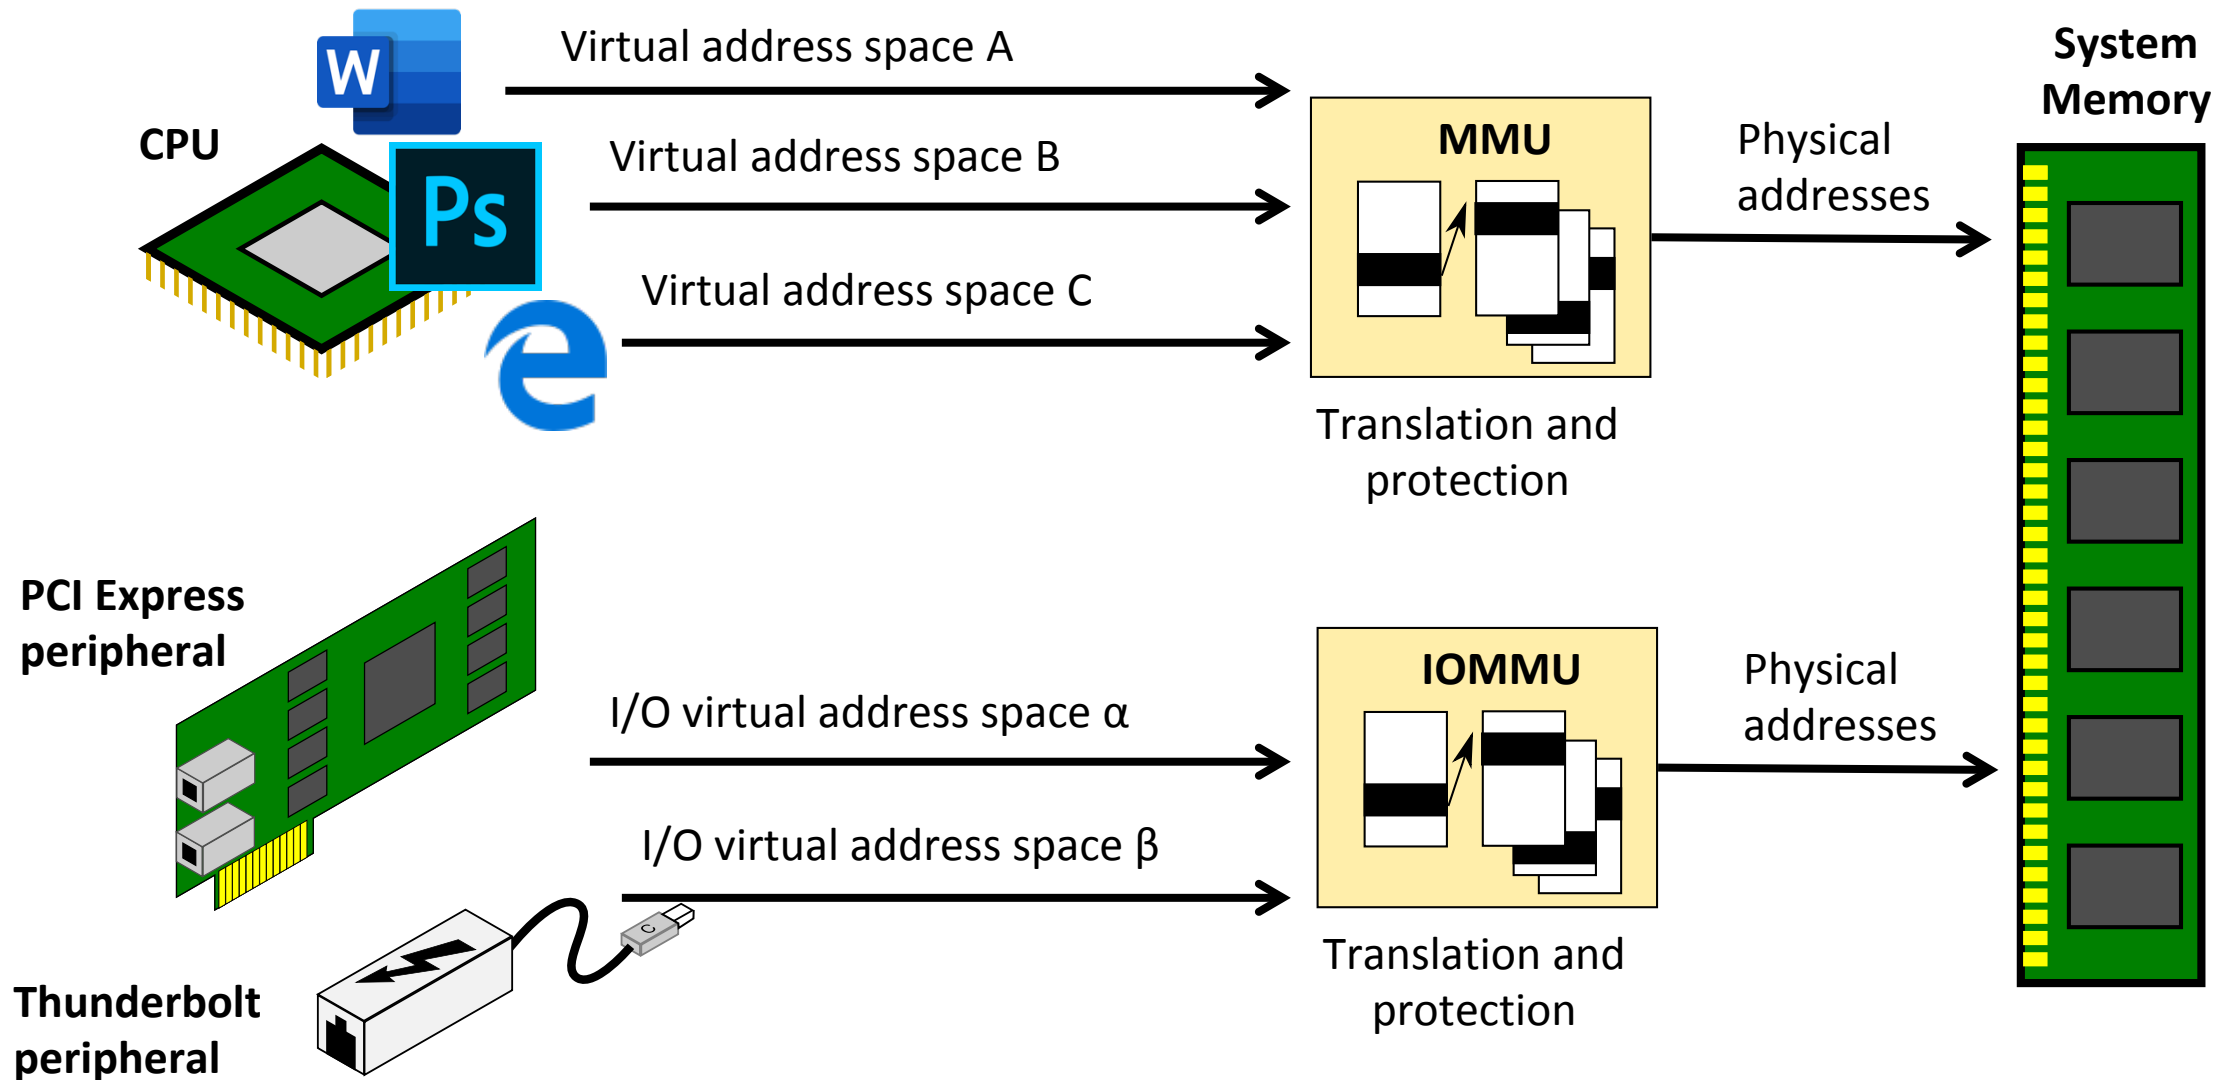 Virtual address space A
System
Memory
W
CPU
MMU
Physical
addresses
Virtual address space B
Ps
Virtual address space C
Translation and
protection
PCI Express
peripheral
IOMMU
Physical
addresses
I/O virtual address space α
I/O virtual address space β
C
Translation and
protection
Thunderbolt
peripheral